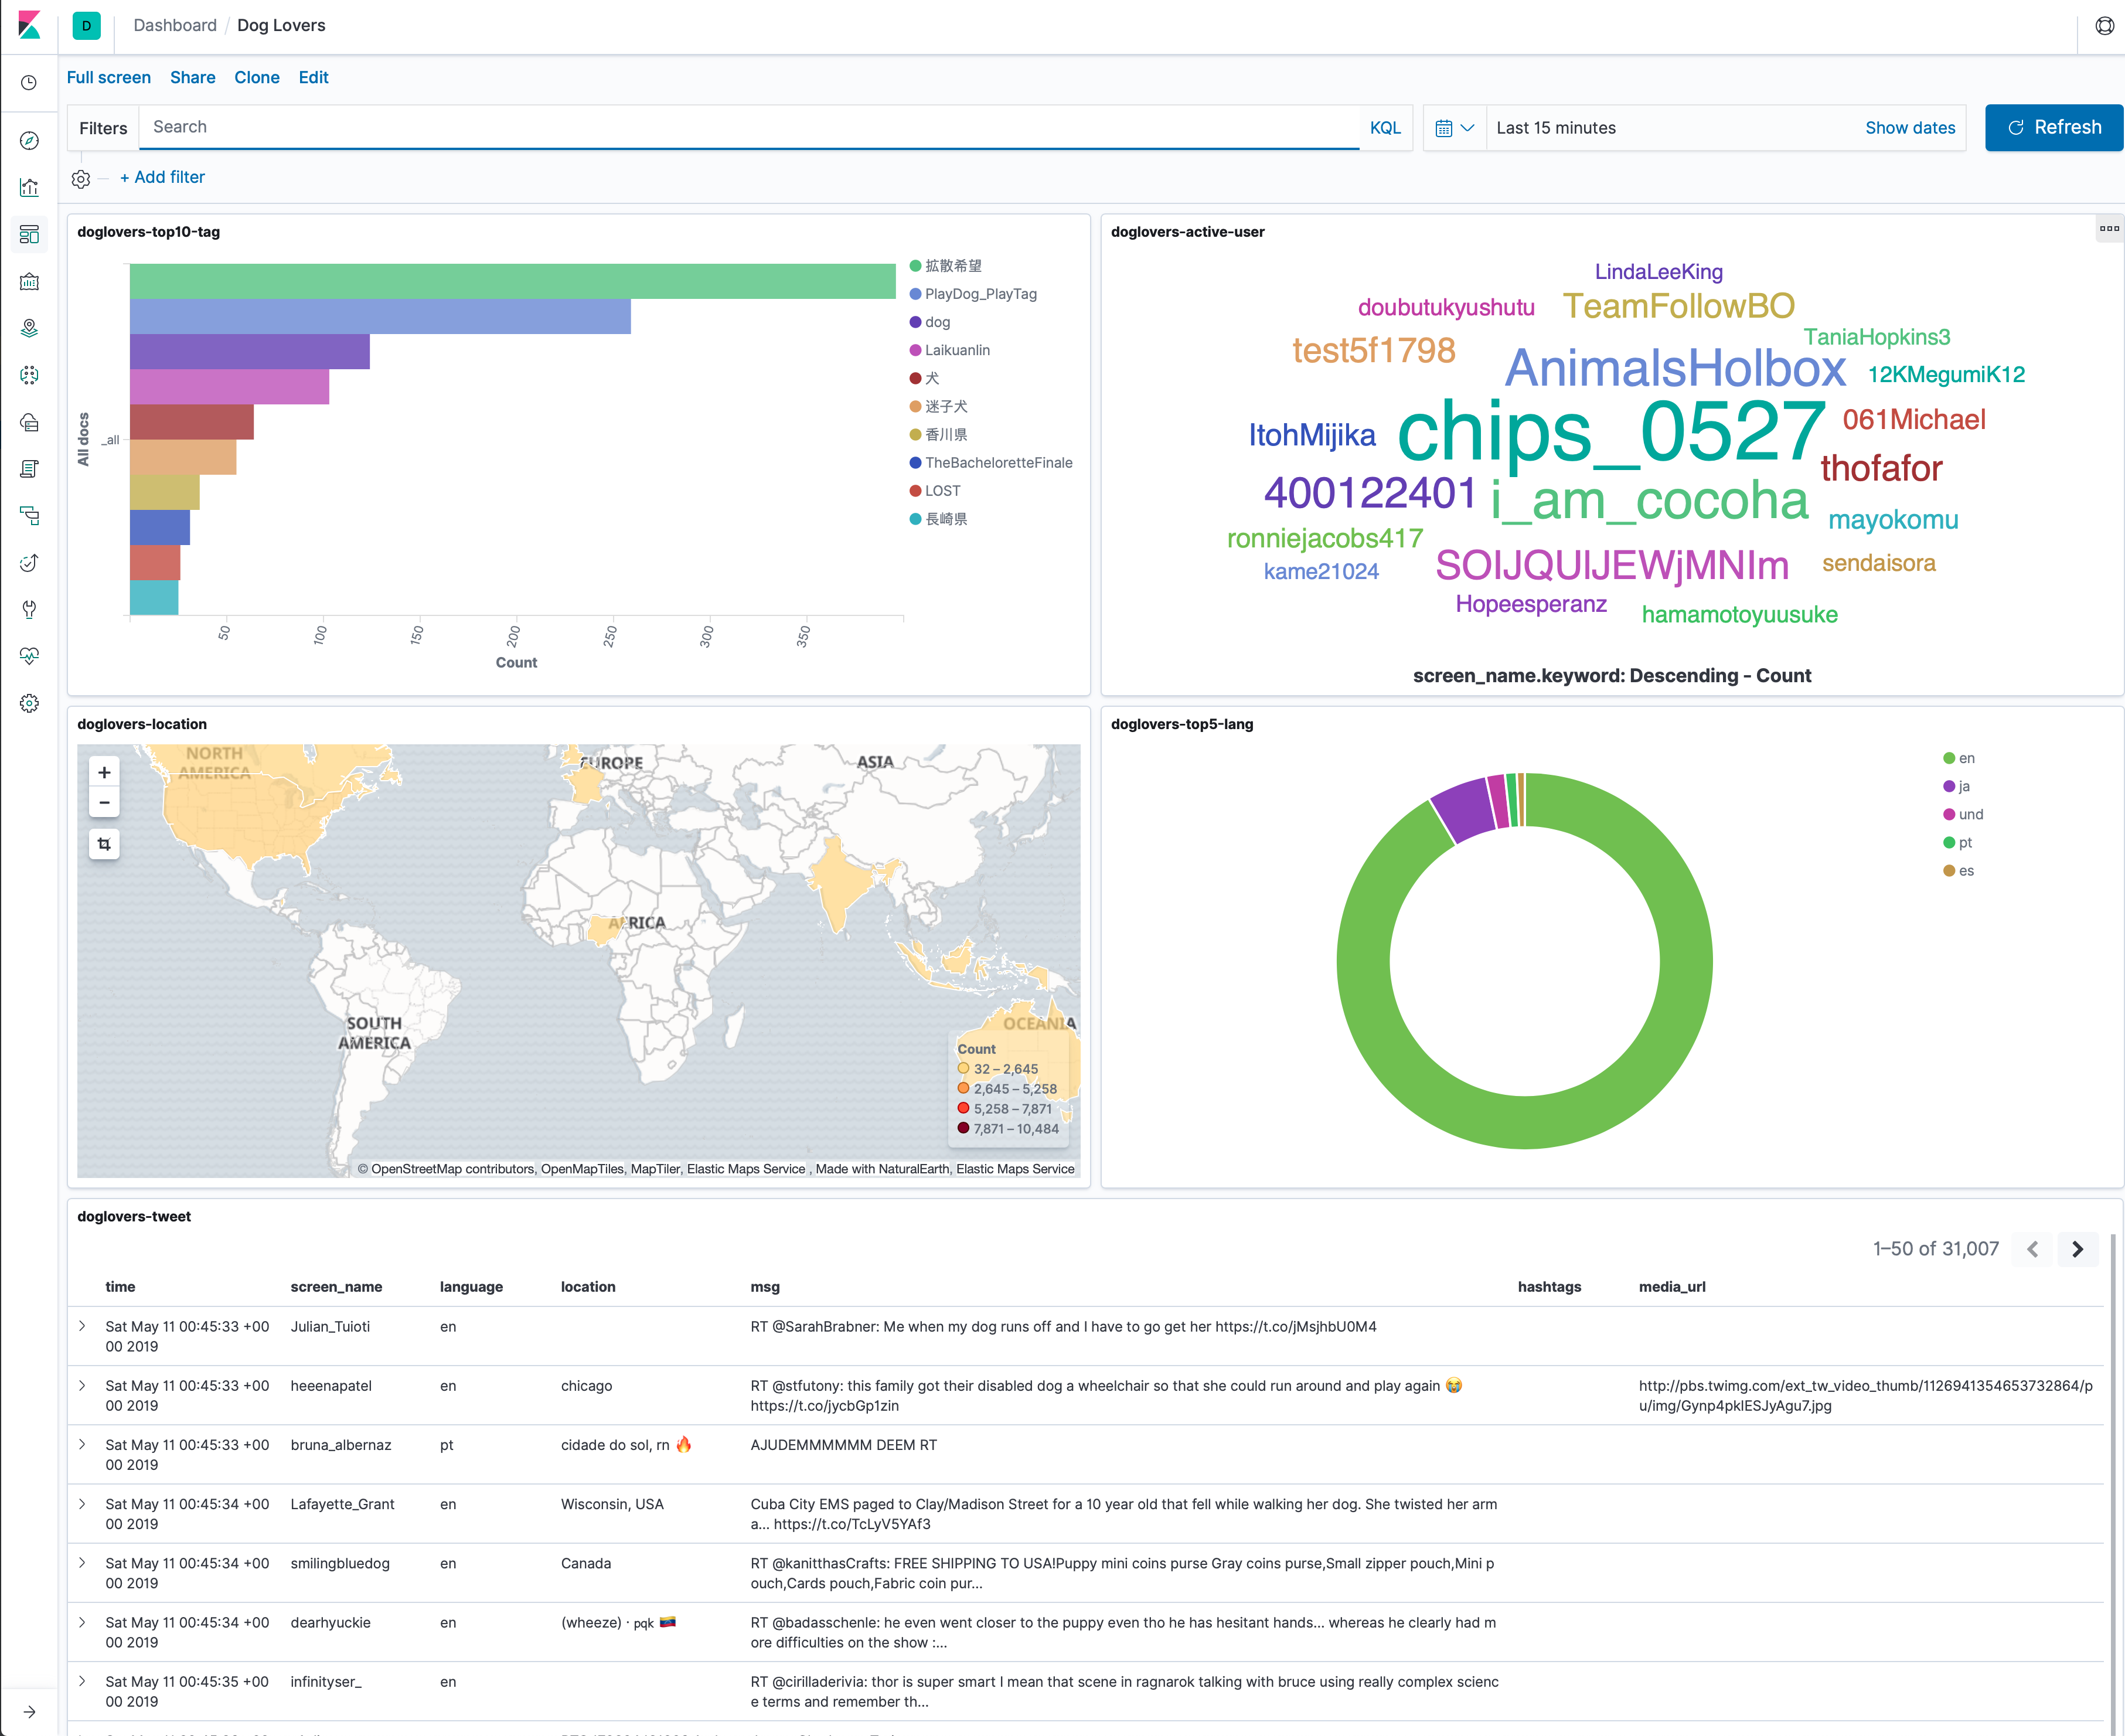 D Dashboard / Dog Lovers
Full screen Share Clone Edit
Filters Search KQL Last 15 minutes Show dates Refresh
+ Add filter
doglovers-top10-tag
拡散希望
PlayDog_PlayTag
dog
Laikuanlin
犬
迷子犬
香川県
TheBacheloretteFinale
LOST
長崎県
All docs
_all
50 100 150 200 250 300 350
Count
doglovers-active-user
LindaLeeKing
doubutukyushutu TeamFollowBO
TaniaHopkins3
test5f1798 AnimalsHolbox 12KMegumiK12
ItohMijika chips_0527 061Michael
thofafor
400122401 i_am_cocoha
mayokomu
ronniejacobs417
kame21024 SOIJQUIJEWjMNIm sendaisora
Hopeesperanz hamamotoyuusuke
screen_name.keyword: Descending - Count
doglovers-location
+
−
NORTH
AMERICA
EUROPE
ASIA
AFRICA
SOUTH
AMERICA
OCEANIA
Count
32 – 2,645
2,645 – 5,258
5,258 – 7,871
7,871 – 10,484
© OpenStreetMap contributors, OpenMapTiles, MapTiler, Elastic Maps Service , Made with NaturalEarth, Elastic Maps Service
doglovers-top5-lang
en
ja
und
pt
es
doglovers-tweet
1–50 of 31,007
time screen_name language location msg hashtags media_url
Sat May 11 00:45:33 +00 Julian_Tuioti en RT @SarahBrabner: Me when my dog runs off and I have to go get her https://t.co/jMsjhbU0M4
00 2019
Sat May 11 00:45:33 +00 heeenapatel en chicago RT @stfutony: this family got their disabled dog a wheelchair so that she could run around and play again 😭 http://pbs.twimg.com/ext_tw_video_thumb/1126941354653732864/p
00 2019 https://t.co/jycbGp1zin u/img/Gynp4pklESJyAgu7.jpg
Sat May 11 00:45:33 +00 bruna_albernaz pt cidade do sol, rn 🔥 AJUDEMMMMMM DEEM RT
00 2019
Sat May 11 00:45:34 +00 Lafayette_Grant en Wisconsin, USA Cuba City EMS paged to Clay/Madison Street for a 10 year old that fell while walking her dog. She twisted her arm
00 2019 a... https://t.co/TcLyV5YAf3
Sat May 11 00:45:34 +00 smilingbluedog en Canada RT @kanitthasCrafts: FREE SHIPPING TO USA!Puppy mini coins purse Gray coins purse,Small zipper pouch,Mini p
00 2019 ouch,Cards pouch,Fabric coin pur...
Sat May 11 00:45:34 +00 dearhyuckie en (wheeze) · pqk 🇻🇪 RT @badasschenle: he even went closer to the puppy even tho he has hesitant hands... whereas he clearly had m
00 2019 ore difficulties on the show :...
Sat May 11 00:45:35 +00 infinityser_ en RT @cirilladerivia: thor is super smart I mean that scene in ragnarok talking with bruce using really complex scienc
00 2019 e terms and remember th...